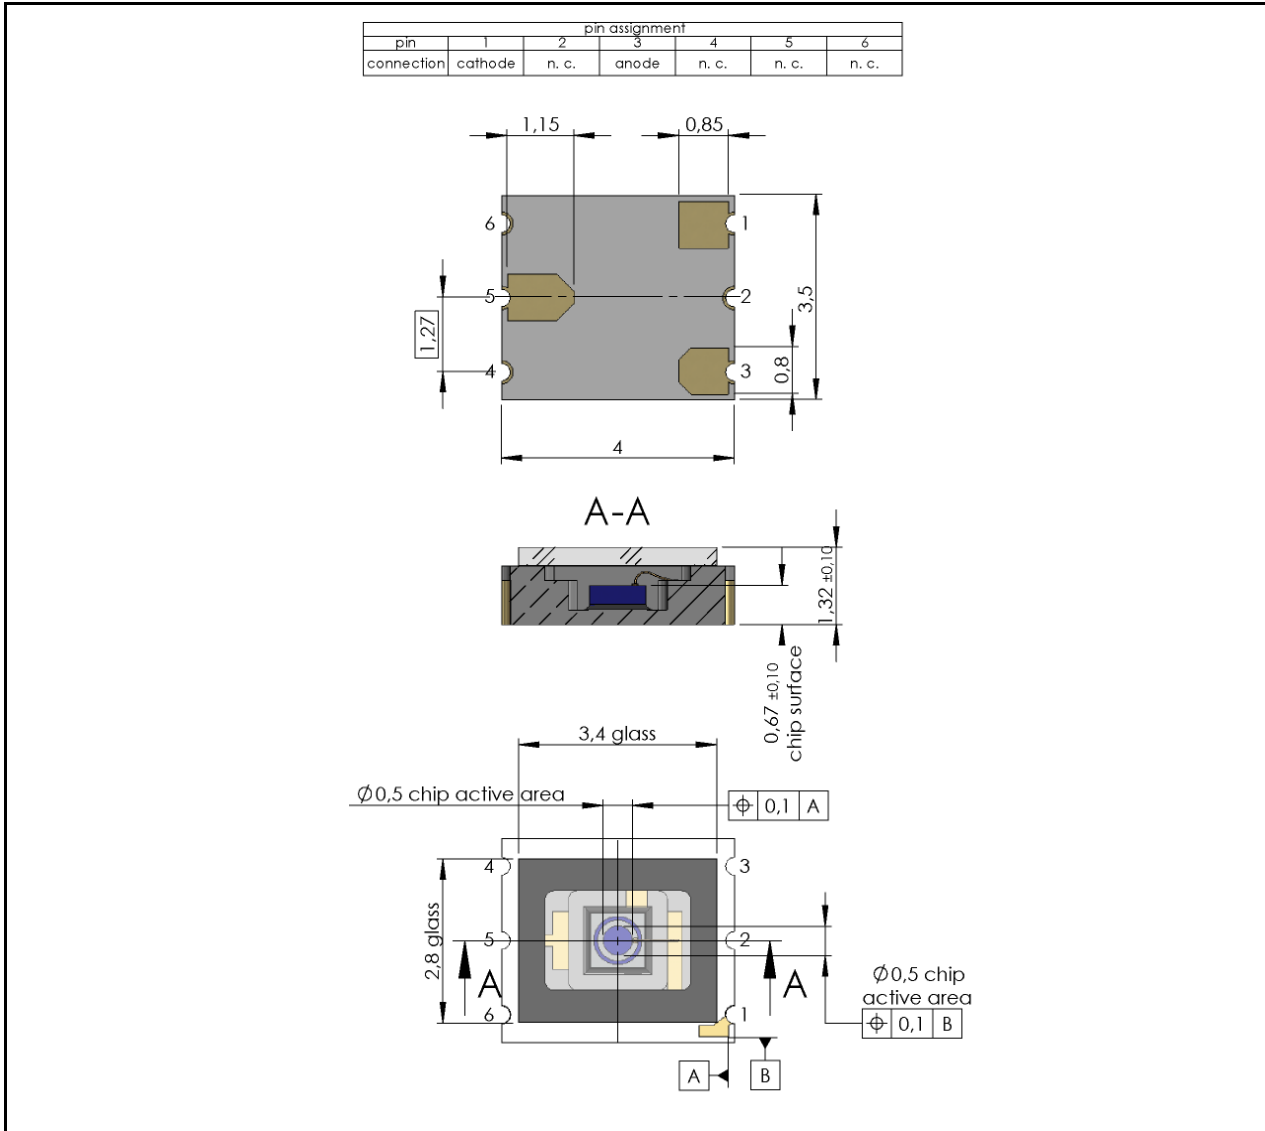 pin assignment
pin 1 2 3 4 5 6
connection cathode n. c. anode n. c. n. c. n. c.
1,15 0,85
6 1
5 2
1,27
3,5
4 3
0,8
4
A-A
1,32 ±0,10
0,67 ±0,10
chip surface
3,4 glass
Ø0,5 chip active area
⌖ 0,1 A
4 3
2,8 glass
5 2
A A
Ø0,5 chip
active area
⌖ 0,1 B
6 1
A B